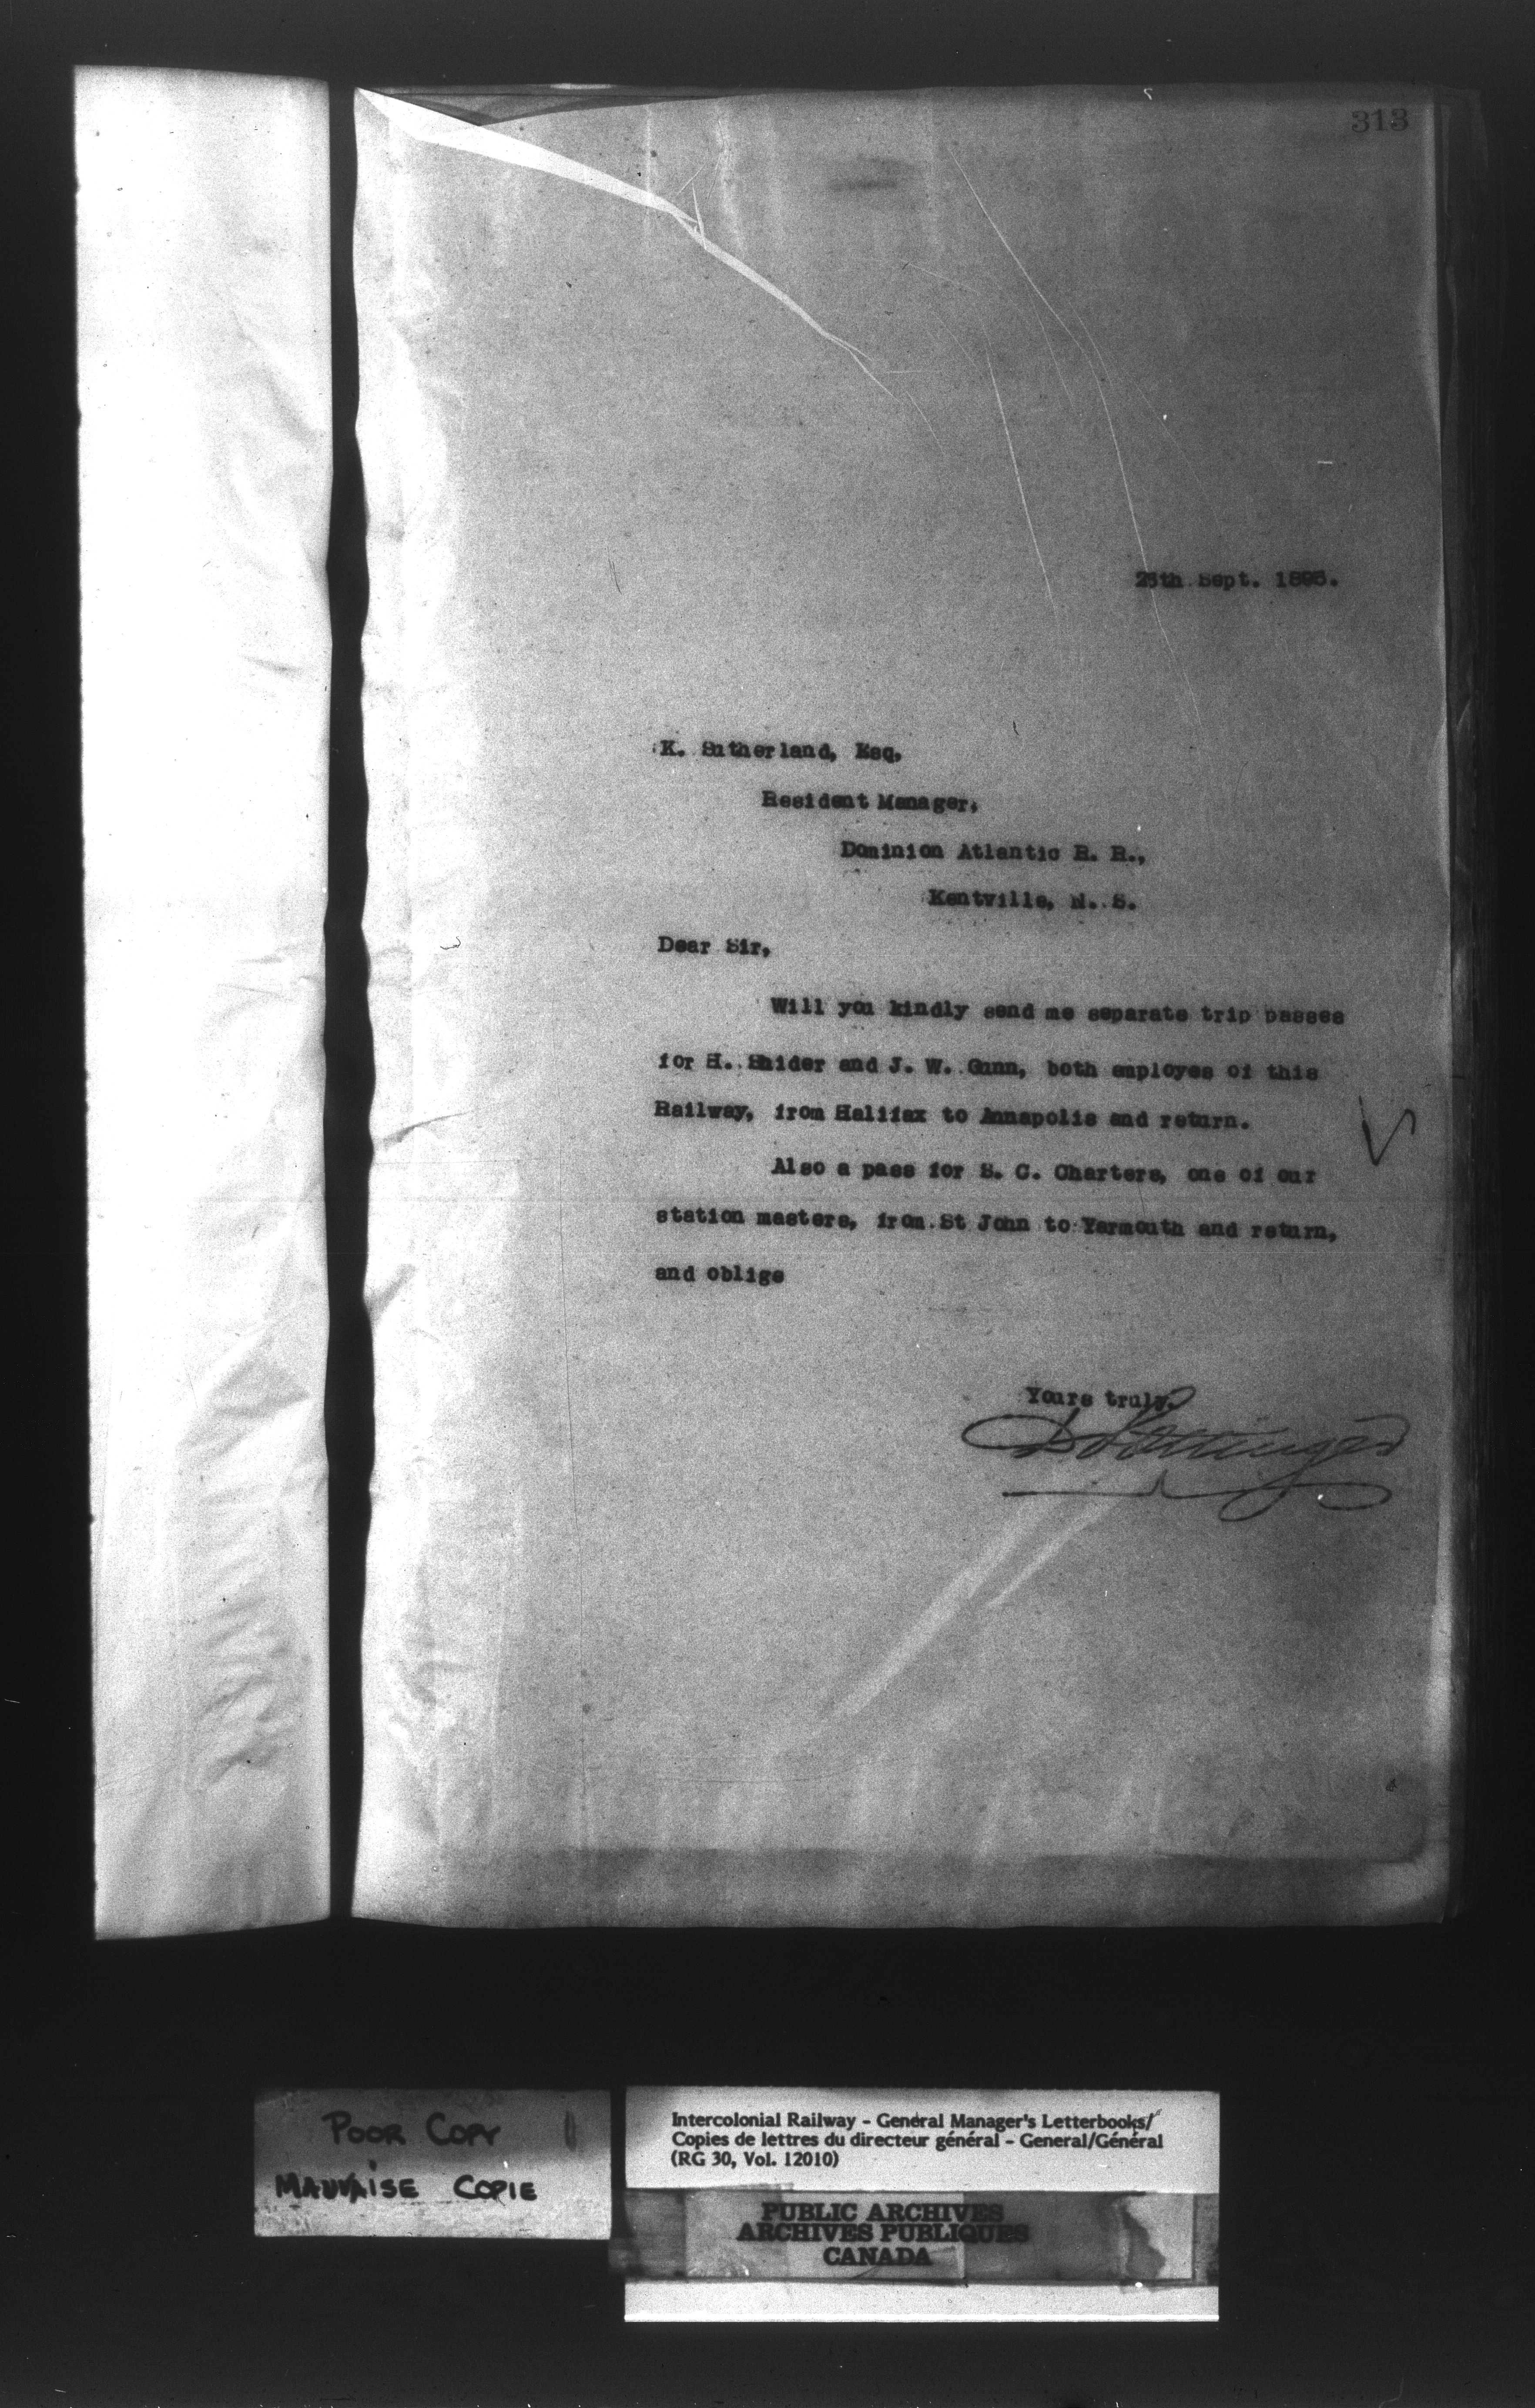 313
25th Sept. 1895.
K. Sutherland, Esq,
Resident Manager,
Dominion Atlantic R. R.,
Kentville, N. S.
Dear Sir,
Will you kindly send me separate trip passes
for H. Snider and J. W. Gunn, both employes of this
Railway, from Halifax to Annapolis and return.
Also a pass for S. C. Charters, one of our
station masters, from St John to Yarmouth and return,
and oblige
Yours truly,
D Pottinger
POOR COPY
MAUVAISE COPIE
Intercolonial Railway - General Manager's Letterbooks/
Copies de lettres du directeur général - General/Général
(RG 30, Vol. 12010)
PUBLIC ARCHIVES
ARCHIVES PUBLIQUES
CANADA